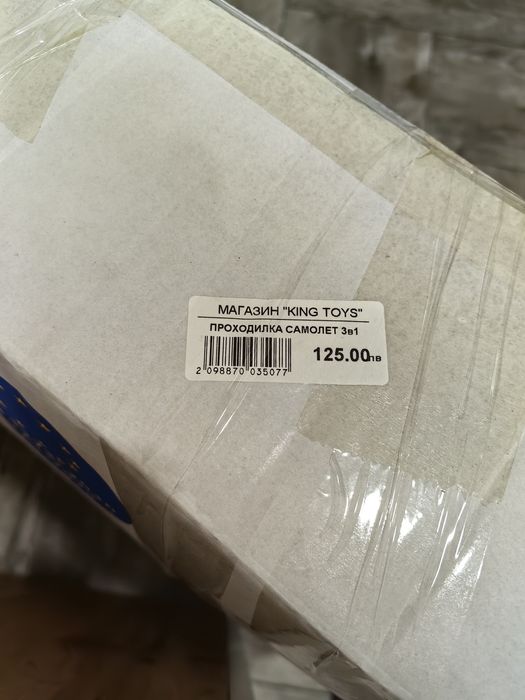 МАГАЗИН "KING TOYS"
ПРОХОДИЛКА САМОЛЕТ 3в1
125.00лв
2 098870 035077